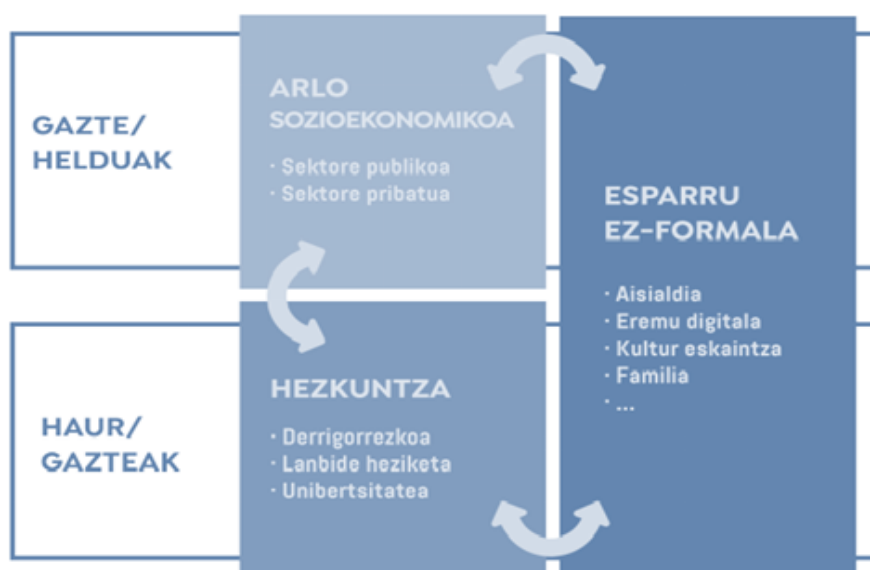 GAZTE/
HELDUAK
ARLO
SOZIOEKONOMIKOA
· Sektore publikoa
· Sektore pribatua
HAUR/
GAZTEAK
HEZKUNTZA
· Derrigorrezkoa
· Lanbide heziketa
· Unibertsitatea
ESPARRU
EZ-FORMALA
· Aisialdia
· Eremu digitala
· Kultur eskaintza
· Familia
· ...